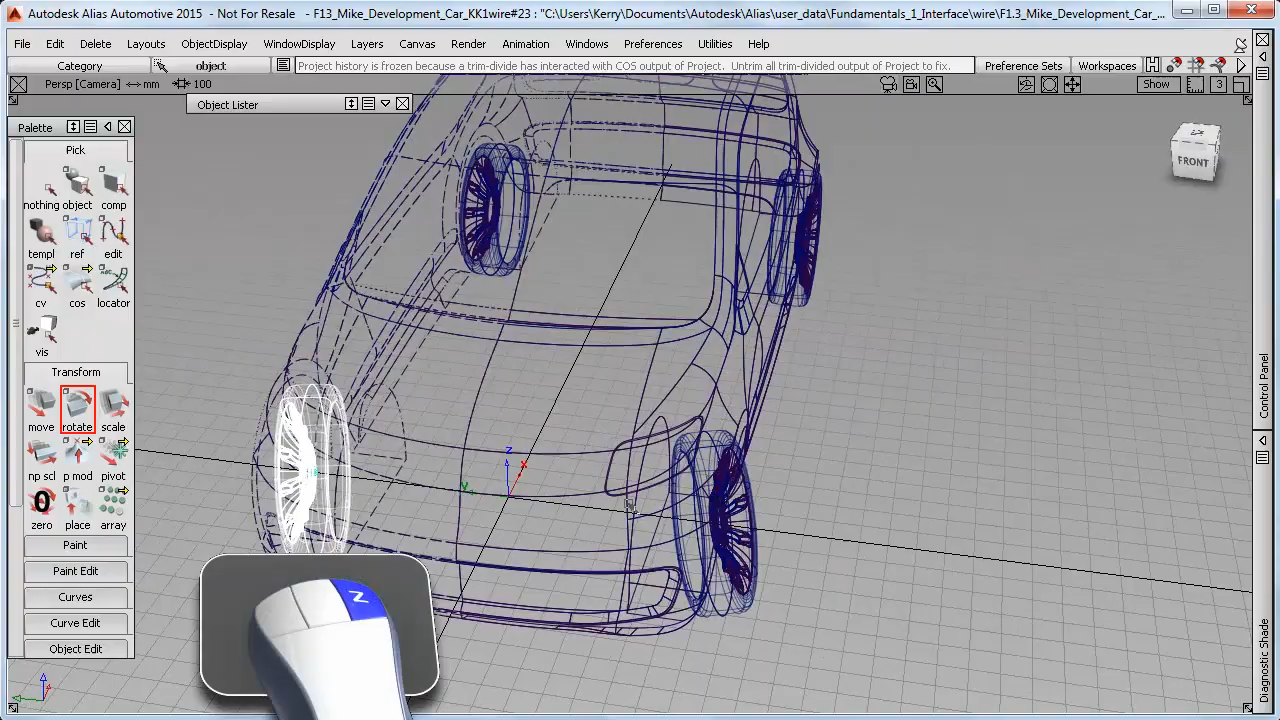 Autodesk Alias Automotive 2015 - Not For Resale - F13_Mike_Development_Car_KK1wire#23 : "C:\Users\Kerry\Documents\Autodesk\Alias\user_data\Fundamentals_1_Interface\wire\F1.3_Mike_Development_Car_...
File Edit Delete Layouts ObjectDisplay WindowDisplay Layers Canvas Render Animation Windows Preferences Utilities Help
Category object Project history is frozen because a trim-divide has interacted with COS output of Project. Untrim all trim-divided output of Project to fix. Preference Sets Workspaces H
Persp [Camera] <-> mm 100 Show 3
Object Lister
Palette
Pick
nothing object comp
templ ref edit
cv cos locator
vis
Transform
move rotate scale
np scl p mod pivot
0
zero place array
Paint
Paint Edit
Curves
Curve Edit
Object Edit
FRONT
Control Panel
Diagnostic Shade
z
x
y
Z